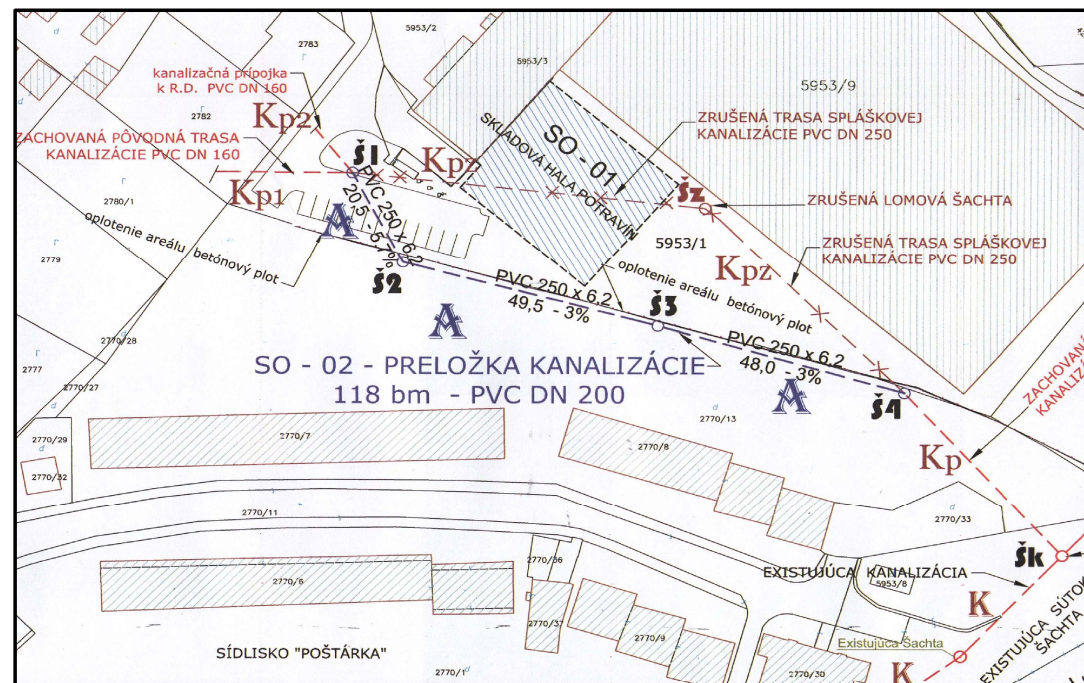 5953/2
2783
5953/3
5953/9
kanalizačná prípojka
k R.D. PVC DN 160
2782
Kp2
ZACHOVANÁ PÔVODNÁ TRASA
KANALIZÁCIE PVC DN 160
Š1
Kpz
SO - 01
SKLADOVÁ HALA POTRAVÍN
ZRUŠENÁ TRASA SPLÁŠKOVEJ
KANALIZÁCIE PVC DN 250
Kp1
2780/1
PVC 250 x 6,2
20,5 - 5,7%
A
Šz
ZRUŠENÁ LOMOVÁ ŠACHTA
oplotenie areálu betónový plot
5953/1
ZRUŠENÁ TRASA SPLÁŠKOVEJ
KANALIZÁCIE PVC DN 250
2779
Š2
Kpz
oplotenie areálu betónový plot
PVC 250 x 6,2
49,5 - 3%
Š3
A
PVC 250 x 6,2
48,0 - 3%
2770/28
2777
2770/27
SO - 02 - PRELOŽKA KANALIZÁCIE
118 bm - PVC DN 200
A
Š4
ZACHOVANÁ
2770/13
2770/29
2770/7
2770/8
2770/32
Kp
2770/11
2770/33
Šk
2770/36
EXISTUJÚCA KANALIZÁCIA
5953/8
2770/6
K
2770/37
2770/9
Existujúca Šachta
EXISTUJÚCA SÚTOK
ŠACHTA
SÍDLISKO "POŠTÁRKA"
2770/1
2770/30
K